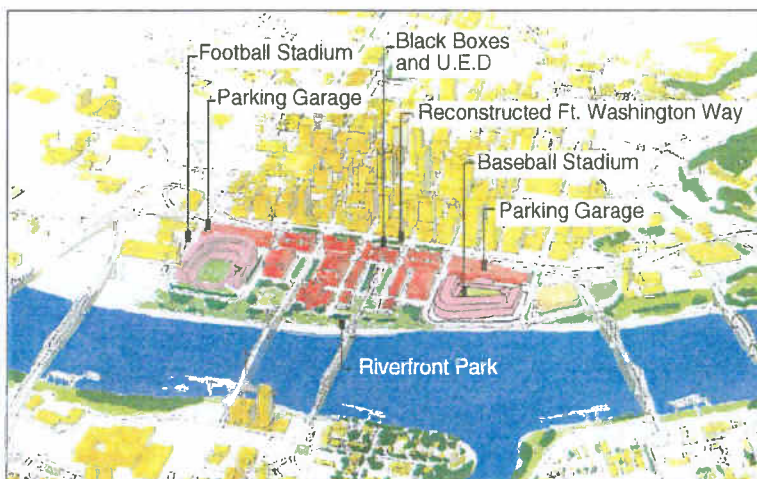 Football Stadium
Black Boxes
and U.E.D
Parking Garage
Reconstructed Ft. Washington Way
Baseball Stadium
Parking Garage
Riverfront Park